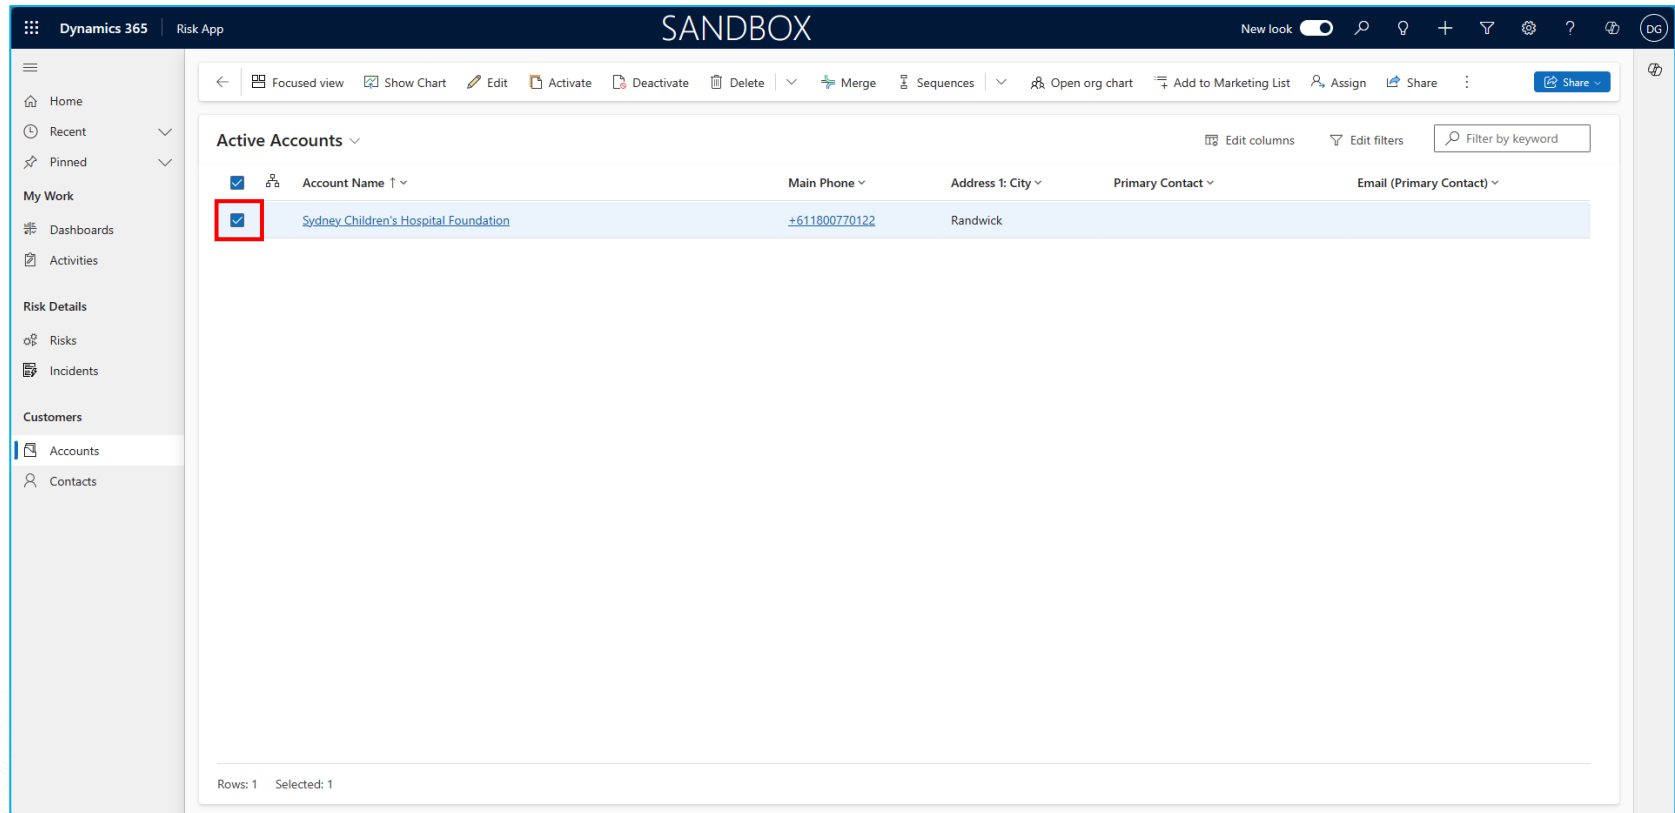 Dynamics 365 Risk App SANDBOX New look DG
Focused view Show Chart Edit Activate Deactivate Delete Merge Sequences Open org chart Add to Marketing List Assign Share Share
Home
Recent
Pinned
My Work
Dashboards
Activities
Risk Details
Risks
Incidents
Customers
Accounts
Contacts
Active Accounts Edit columns Edit filters Filter by keyword
Account Name Main Phone Address 1: City Primary Contact Email (Primary Contact)
Sydney Children's Hospital Foundation +611800770122 Randwick
Rows: 1 Selected: 1